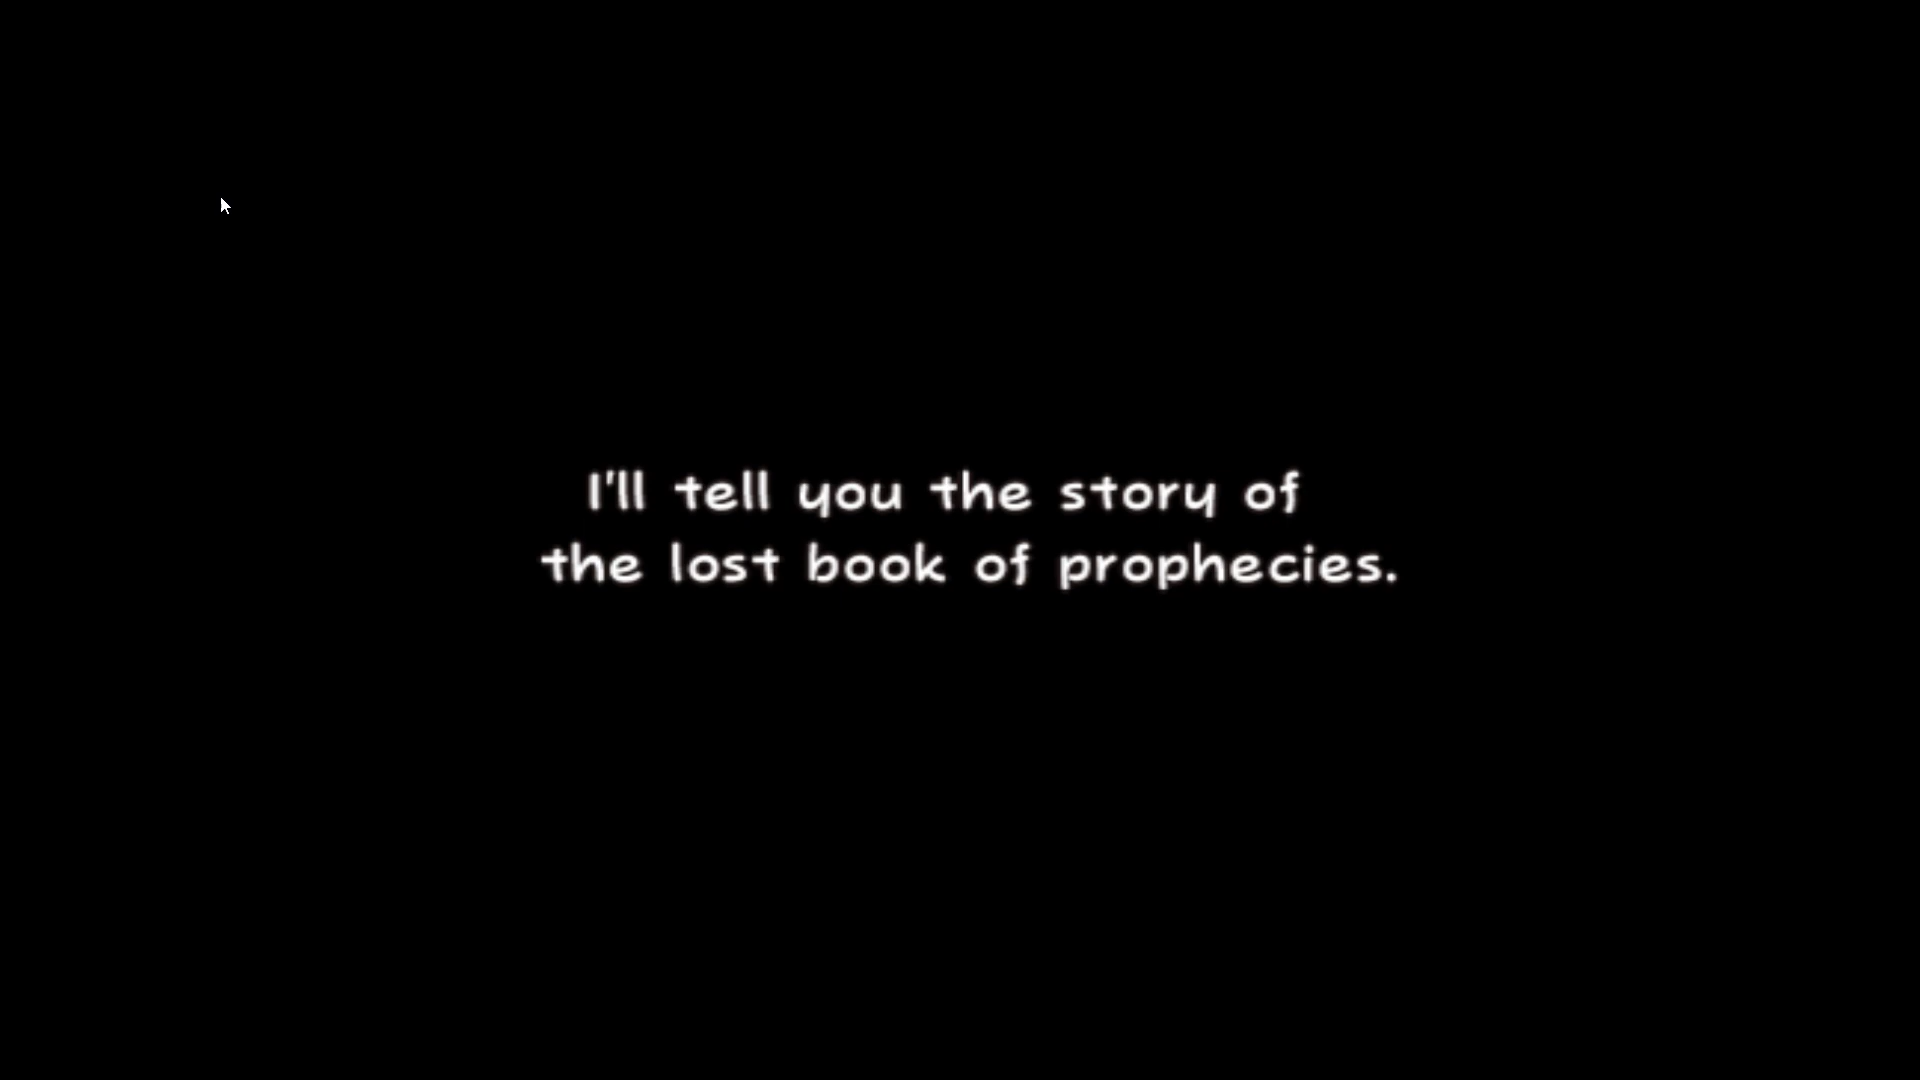 I'll tell you the story of
the lost book of prophecies.